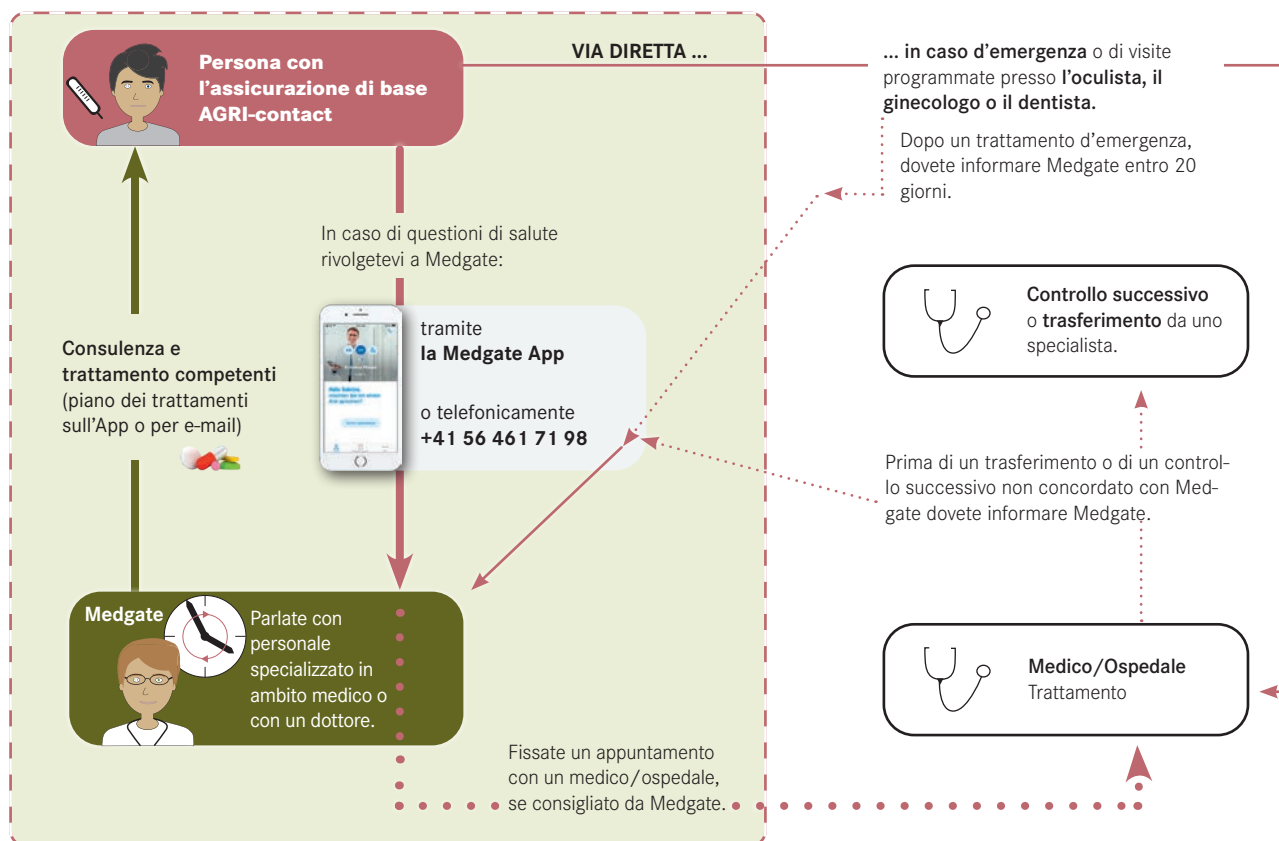 Persona con
l'assicurazione di base
AGRI-contact
VIA DIRETTA ...
... in caso d'emergenza o di visite
programmate presso l'oculista, il
ginecologo o il dentista.
Dopo un trattamento d'emergenza,
dovete informare Medgate entro 20
giorni.
In caso di questioni di salute
rivolgetevi a Medgate:
tramite
la Medgate App
o telefonicamente
+41 56 461 71 98
Consulenza e
trattamento competenti
(piano dei trattamenti
sull'App o per e-mail)
Controllo successivo
o trasferimento da uno
specialista.
Prima di un trasferimento o di un control-
lo successivo non concordato con Med-
gate dovete informare Medgate.
Medgate
Parlate con
personale
specializzato in
ambito medico o
con un dottore.
Medico/Ospedale
Trattamento
Fissate un appuntamento
con un medico/ospedale,
se consigliato da Medgate.